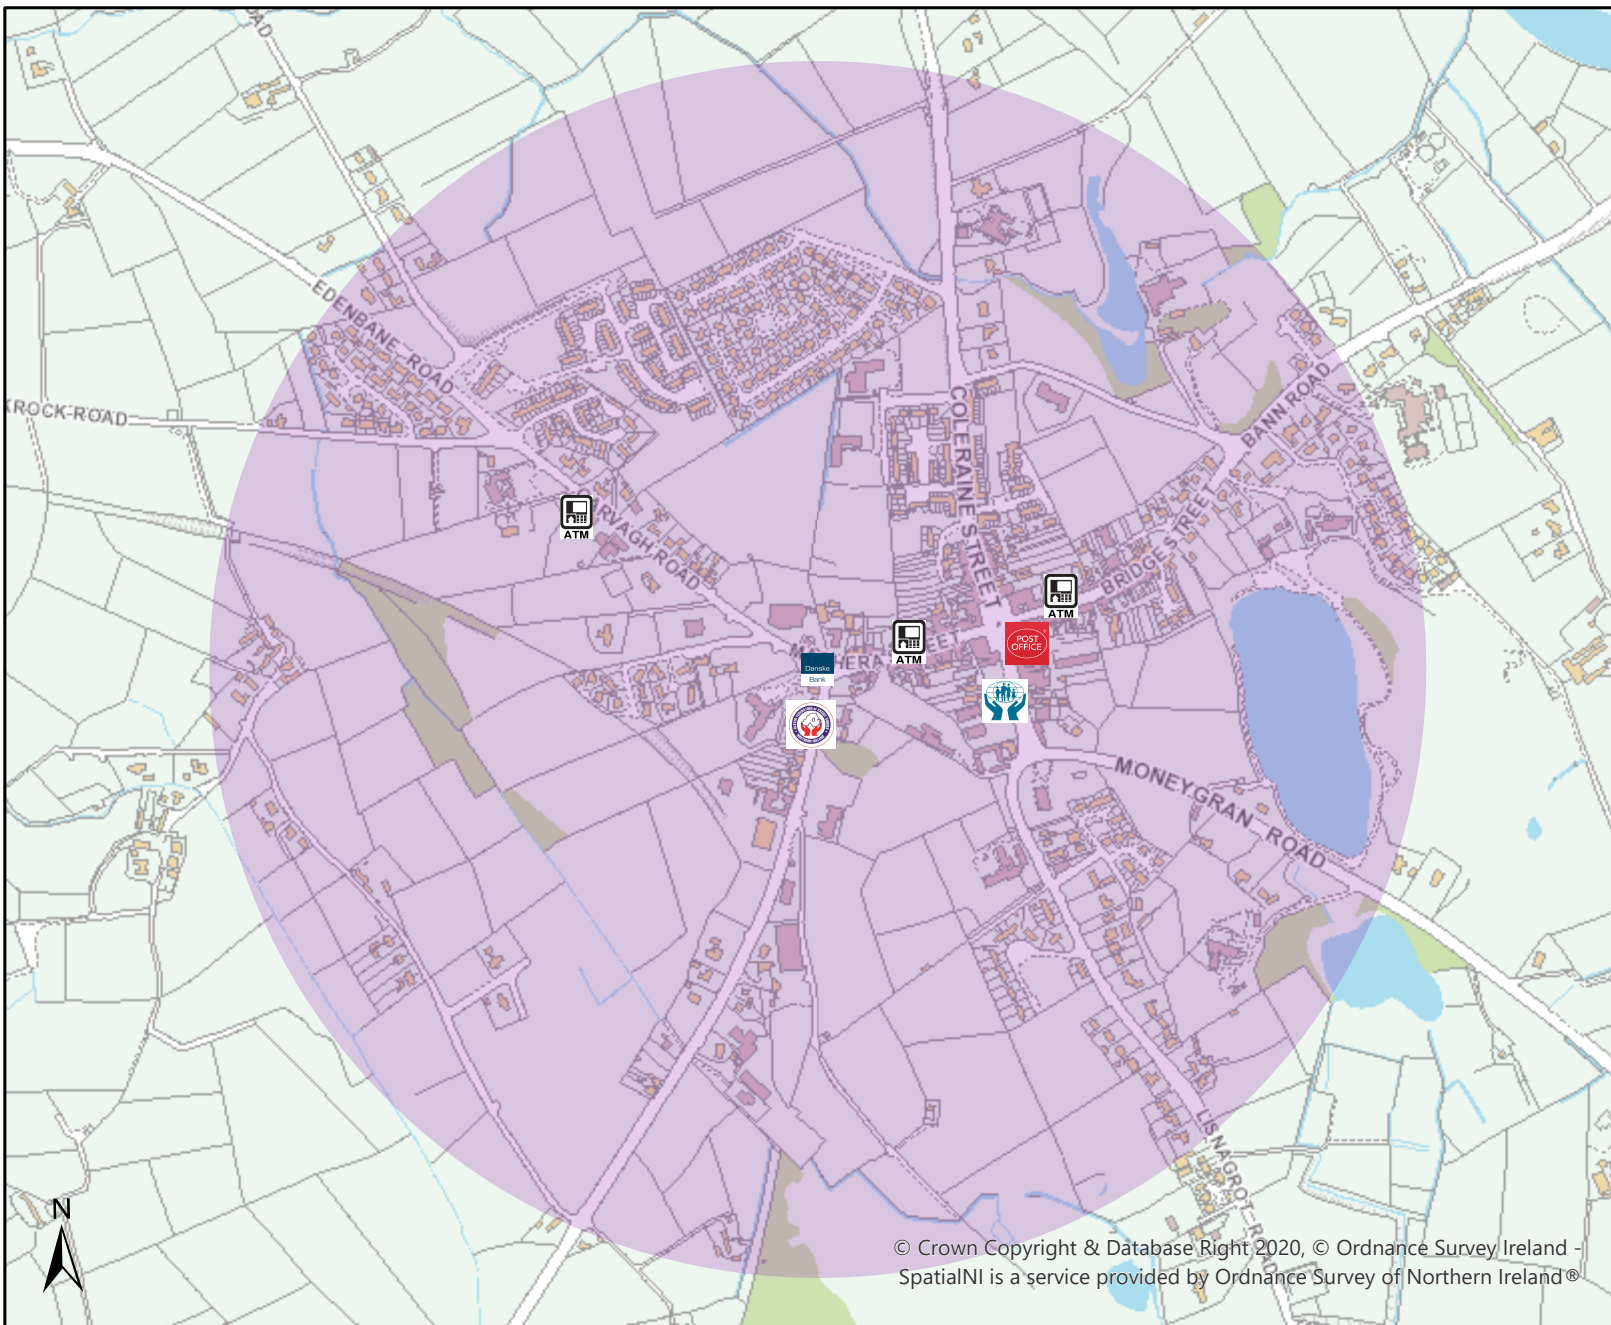 EDENBANE ROAD
KROCK ROAD
COLERAINE STREET
BANN ROAD
ATM
RVAGH ROAD
BRIDGE STREET
ATM
ATM
POST
OFFICE
Danske
Bank
MONEYGRAN ROAD
LISNAGROT ROAD
N
© Crown Copyright & Database Right 2020, © Ordnance Survey Ireland -
SpatialNI is a service provided by Ordnance Survey of Northern Ireland®